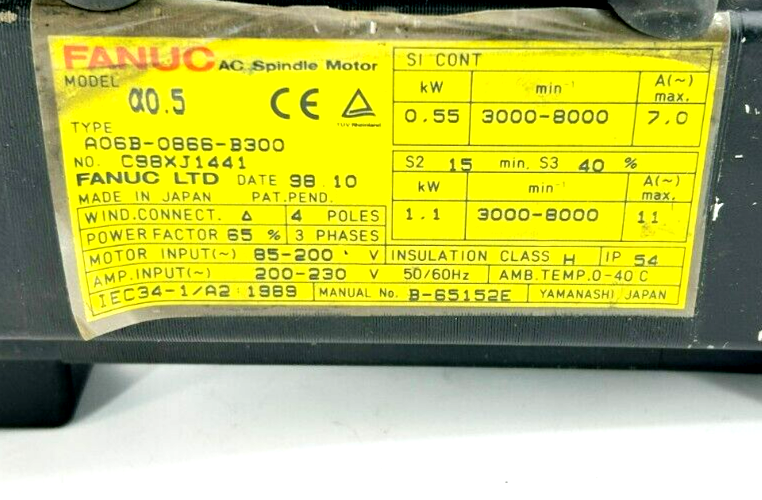 FANUC AC Spindle Motor
MODEL
α0.5
CE TÜV Rheinland
TYPE
A06B-0866-B300
NO. C98XJ1441
FANUC LTD DATE 98.10
MADE IN JAPAN PAT.PEND.
WIND.CONNECT. Δ 4 POLES
POWER FACTOR 65 % 3 PHASES
SI CONT
kW min⁻¹ A(~) max.
0.55 3000-8000 7.0
S2 15 min, S3 40 %
kW min⁻¹ A(~) max.
1.1 3000-8000 11
MOTOR INPUT(~) 85-200 V INSULATION CLASS H IP 54
AMP.INPUT(~) 200-230 V 50/60Hz AMB.TEMP.0-40 C
IEC34-1/A2:1989 MANUAL No. B-65152E YAMANASHI JAPAN